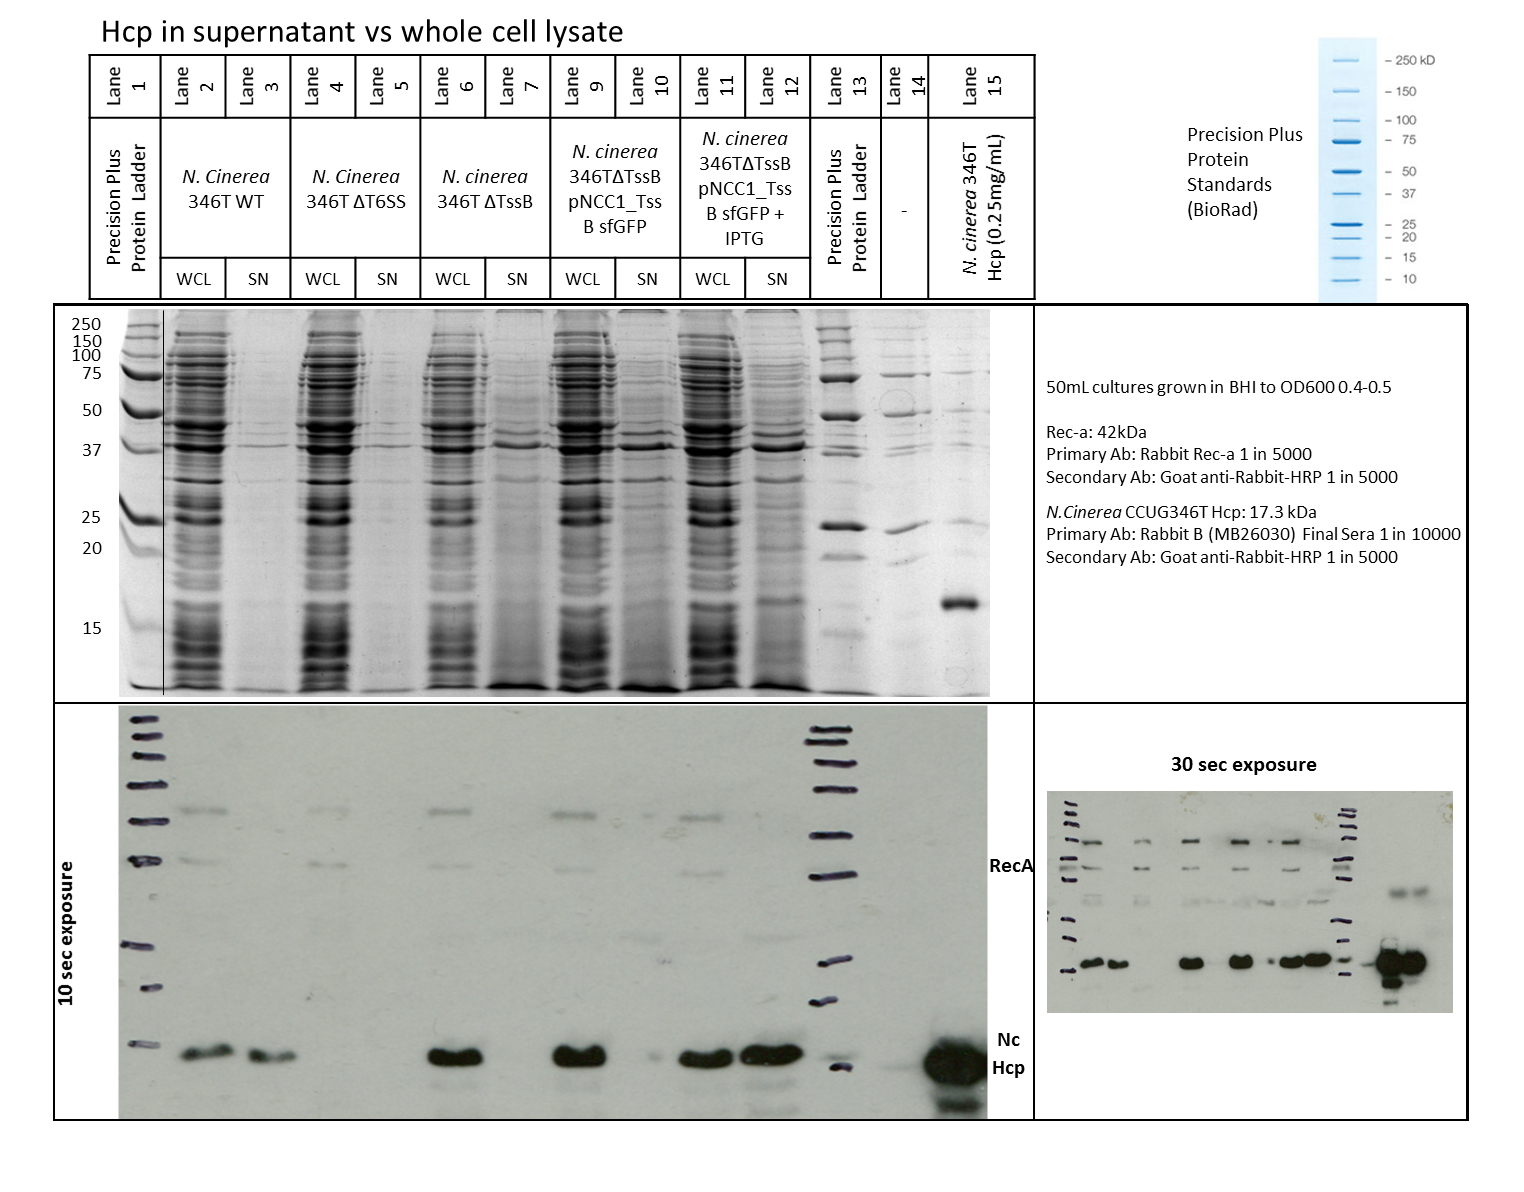 Hcp in supernatant vs whole cell lysate
Lane 1
Lane 2
Lane 3
Lane 4
Lane 5
Lane 6
Lane 7
Lane 9
Lane 10
Lane 11
Lane 12
Lane 13
Lane 14
Lane 15
Precision Plus
Protein Ladder
N. Cinerea
346T WT
N. Cinerea
346T ΔT6SS
N. cinerea
346T ΔTssB
N. cinerea
346TΔTssB
pNCC1_Tss
B sfGFP
N. cinerea
346TΔTssB
pNCC1_Tss
B sfGFP +
IPTG
Precision Plus
Protein Ladder
-
N. cinerea 346T
Hcp (0.25mg/mL)
WCL
SN
WCL
SN
WCL
SN
WCL
SN
WCL
SN
Precision Plus
Protein
Standards
(BioRad)
– 250 kD
– 150
– 100
– 75
– 50
– 37
– 25
– 20
– 15
– 10
250
150
100
75
50
37
25
20
15
50mL cultures grown in BHI to OD600 0.4-0.5
Rec-a: 42kDa
Primary Ab: Rabbit Rec-a 1 in 5000
Secondary Ab: Goat anti-Rabbit-HRP 1 in 5000
N.Cinerea CCUG346T Hcp: 17.3 kDa
Primary Ab: Rabbit B (MB26030) Final Sera 1 in 10000
Secondary Ab: Goat anti-Rabbit-HRP 1 in 5000
10 sec exposure
RecA
Nc
Hcp
30 sec exposure